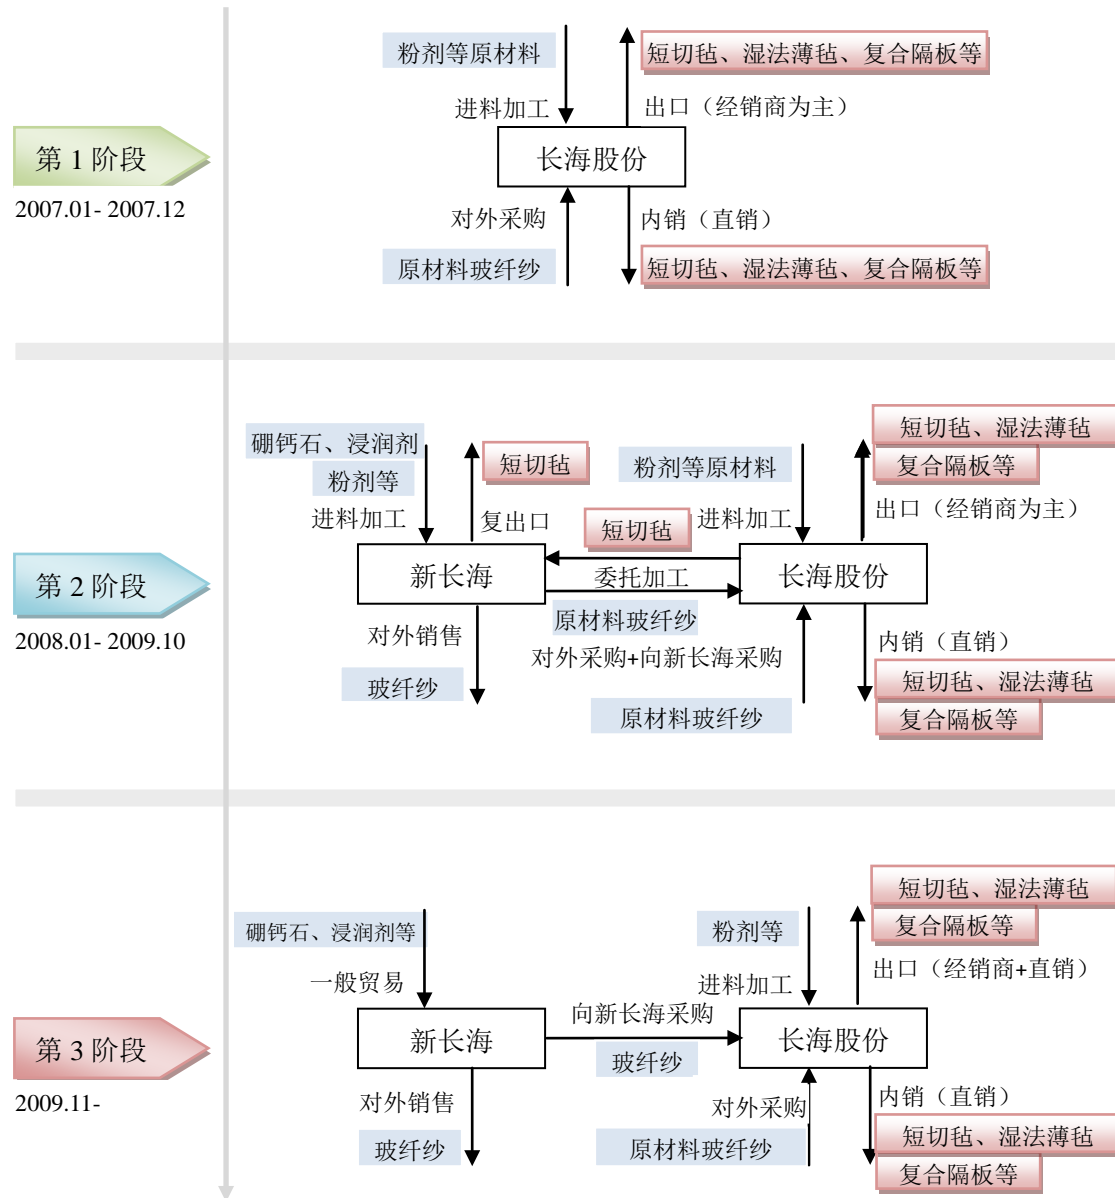 粉剂等原材料
短切毡、湿法薄毡、复合隔板等
进料加工
出口（经销商为主）
第 1 阶段
长海股份
2007.01- 2007.12
对外采购
内销（直销）
原材料玻纤纱
短切毡、湿法薄毡、复合隔板等
硼钙石、浸润剂
粉剂等
短切毡
粉剂等原材料
短切毡、湿法薄毡
复合隔板等
进料加工
复出口
短切毡
进料加工
出口（经销商为主）
第 2 阶段
新长海
委托加工
长海股份
2008.01- 2009.10
对外销售
原材料玻纤纱
对外采购+向新长海采购
内销（直销）
玻纤纱
原材料玻纤纱
短切毡、湿法薄毡
复合隔板等
硼钙石、浸润剂等
粉剂等
短切毡、湿法薄毡
复合隔板等
一般贸易
进料加工
出口（经销商+直销）
第 3 阶段
新长海
向新长海采购
玻纤纱
长海股份
2009.11-
对外销售
对外采购
内销（直销）
玻纤纱
原材料玻纤纱
短切毡、湿法薄毡
复合隔板等